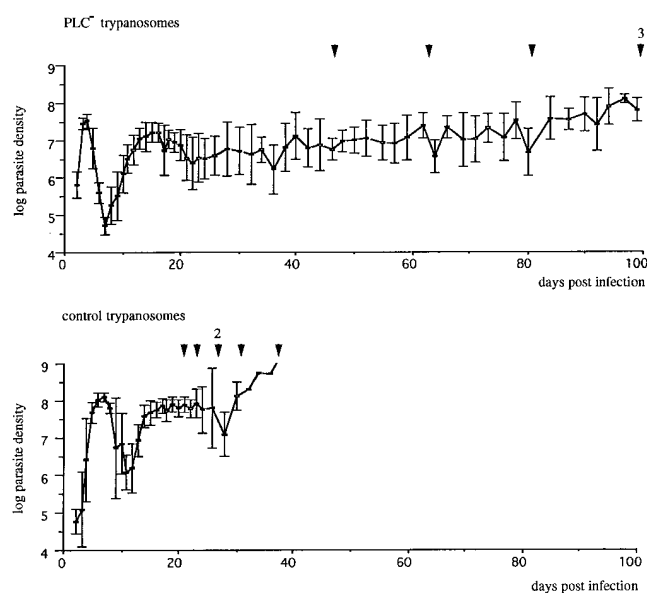 PLC⁻ trypanosomes
3
9
8
7
6
5
4
log parasite density
0 20 40 60 80 100
days post infection
control trypanosomes
2
9
8
7
6
5
4
log parasite density
0 20 40 60 80 100
days post infection